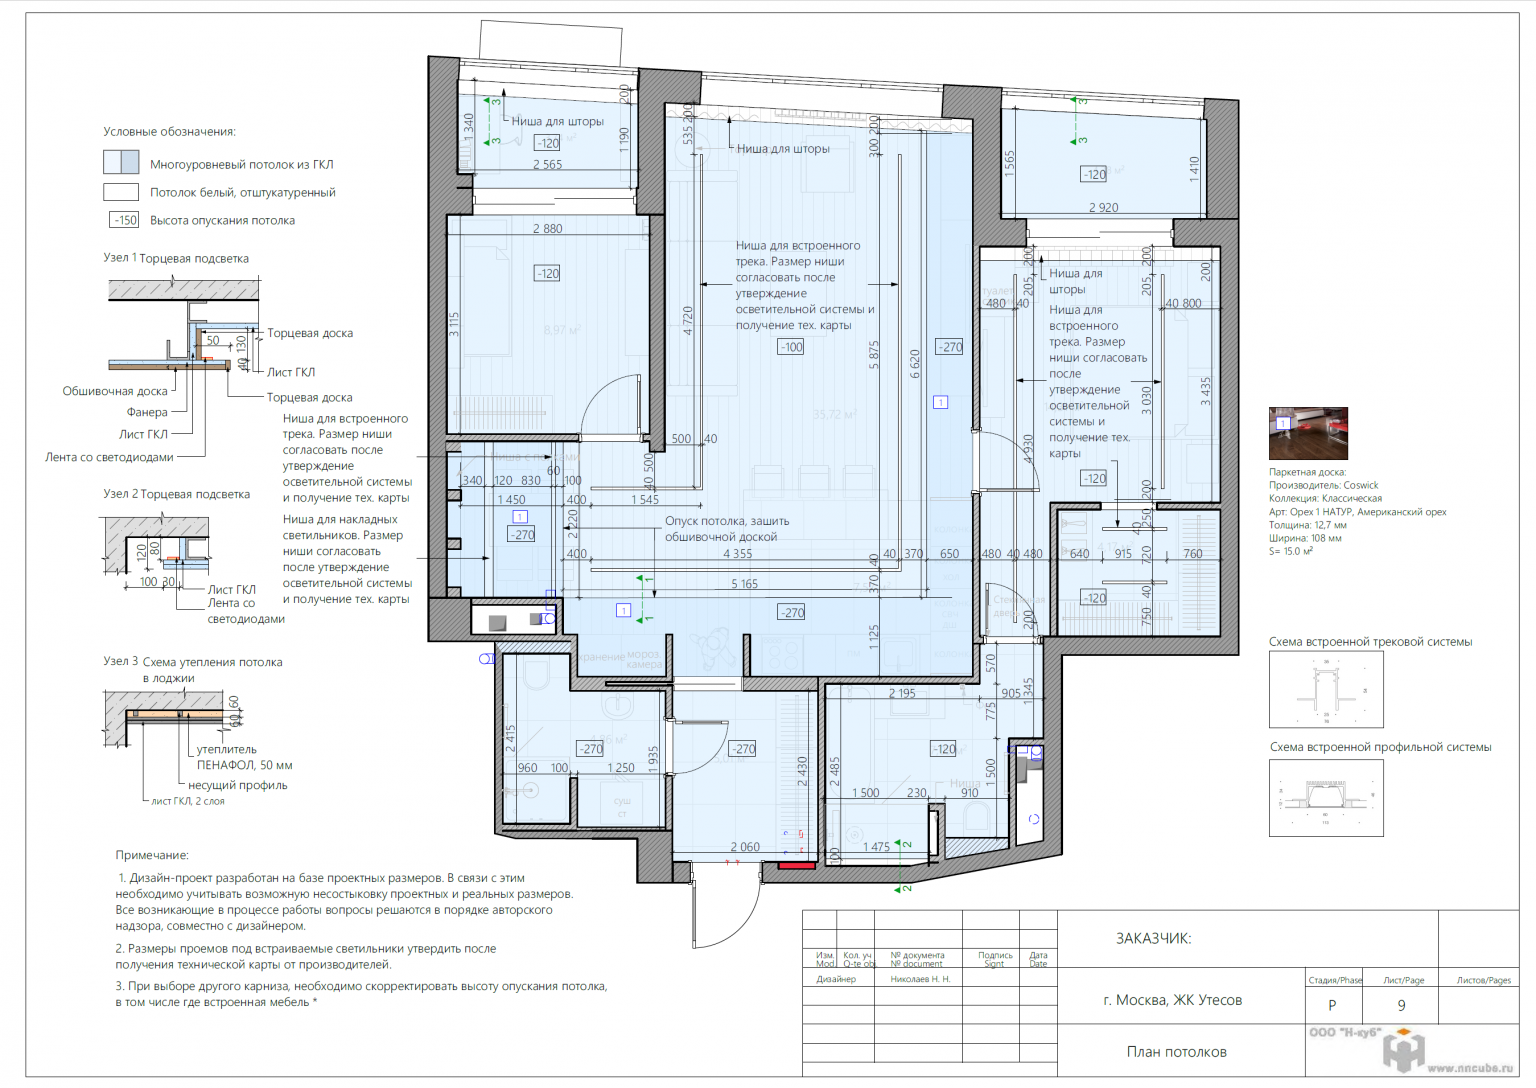 Условные обозначения:
Многоуровневый потолок из ГКЛ
Потолок белый, отштукатуренный
-150
Высота опускания потолка
Узел 1 Торцевая подсветка
50
130
40
Торцевая доска
Лист ГКЛ
Торцевая доска
Обшивочная доска
Фанера
Лист ГКЛ
Лента со светодиодами
Узел 2 Торцевая подсветка
120
80
100 30
Лист ГКЛ
Лента со
светодиодами
Узел 3 Схема утепления потолка
в лоджии
60
60
утеплитель
ПЕНАФОЛ, 50 мм
несущий профиль
лист ГКЛ, 2 слоя
Ниша для встроенного
трека. Размер ниши
согласовать после
утверждение
осветительной системы
и получение тех. карты
Ниша для накладных
светильников. Размер
ниши согласовать
после утверждение
осветительной системы
и получение тех. карты
Примечание:
1. Дизайн-проект разработан на базе проектных размеров. В связи с этим
необходимо учитывать возможную несостыковку проектных и реальных размеров.
Все возникающие в процессе работы вопросы решаются в порядке авторского
надзора, совместно с дизайнером.
2. Размеры проемов под встраиваемые светильники утвердить после
получения технической карты от производителей.
3. При выборе другого карниза, необходимо скорректировать высоту опускания потолка,
в том числе где встроенная мебель *
1 340
3
3
200
1 190
Ниша для шторы
-120
2 565
2 880
-120
3 115
8,97 м²
535 200
Ниша для шторы
300 200
Ниша для встроенного
трека. Размер ниши
согласовать после
утверждение
осветительной системы и
получение тех. карты
4 720
-100
5 875
6 620
-270
1
35,72 м²
500 40
40 500
3
3
1 565
-120
1 410
2 920
200
205
Ниша для
шторы
200
205
200
480 40
40 800
Ниша для
встроенного
трека. Размер
ниши согласовать
после
утверждение
осветительной
системы и
получение тех.
карты
3 030
3 435
4 930
-120
200
340 120 830 100
60
1 450
400
1 545
1
-270
2 220
Опуск потолка, зашить
обшивочной доской
400
4 355
40 370 650 480 40 480
5 165
370 40
1
1
1
-270
1 125
хранение
мороз
камера
40 250
640 915 760
720
40
-120
750
200
2 415
-270
960 100 1 250
1 935
суш
ст
-270
2 430
2 060
2 195
905
570
1 345
775
2 485
-120
1 500
Ниша
1 500 230 910
100
1 475
2
2
1
Паркетная доска:
Производитель: Coswick
Коллекция: Классическая
Арт: Орех 1 НАТУР, Американский орех
Толщина: 12,7 мм
Ширина: 108 мм
S= 15.0 м²
Схема встроенной трековой системы
Схема встроенной профильной системы
Изм. Кол. уч № документа Подпись Дата
Mod. Q-te obj. № document Signt Date
Дизайнер Николаев Н. Н.
ЗАКАЗЧИК:
г. Москва, ЖК Утесов
План потолков
Стадия/Phase Лист/Page Листов/Pages
Р 9
ООО "Н-куб"
www.nncube.ru